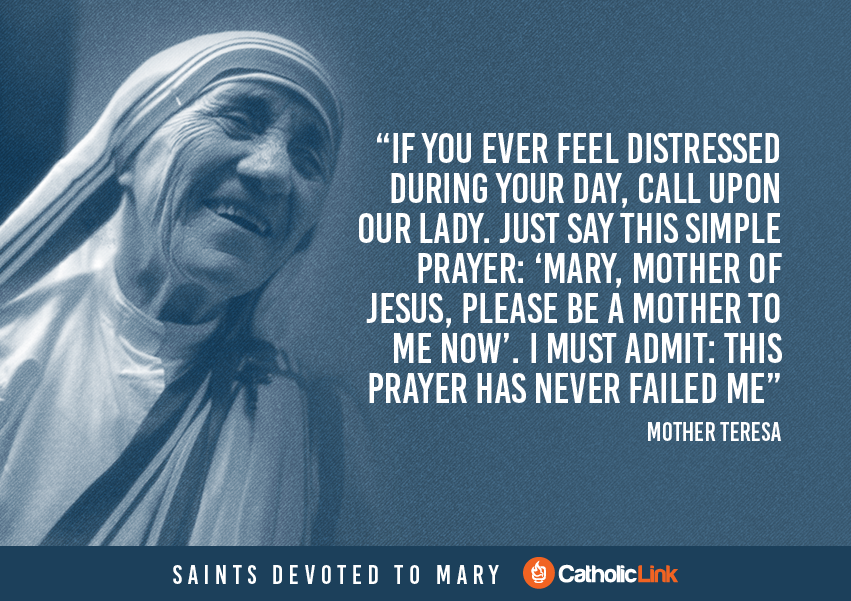 “IF YOU EVER FEEL DISTRESSED
DURING YOUR DAY, CALL UPON
OUR LADY. JUST SAY THIS SIMPLE
PRAYER: ‘MARY, MOTHER OF
JESUS, PLEASE BE A MOTHER TO
ME NOW’. I MUST ADMIT: THIS
PRAYER HAS NEVER FAILED ME”
MOTHER TERESA
SAINTS DEVOTED TO MARY CatholicLink